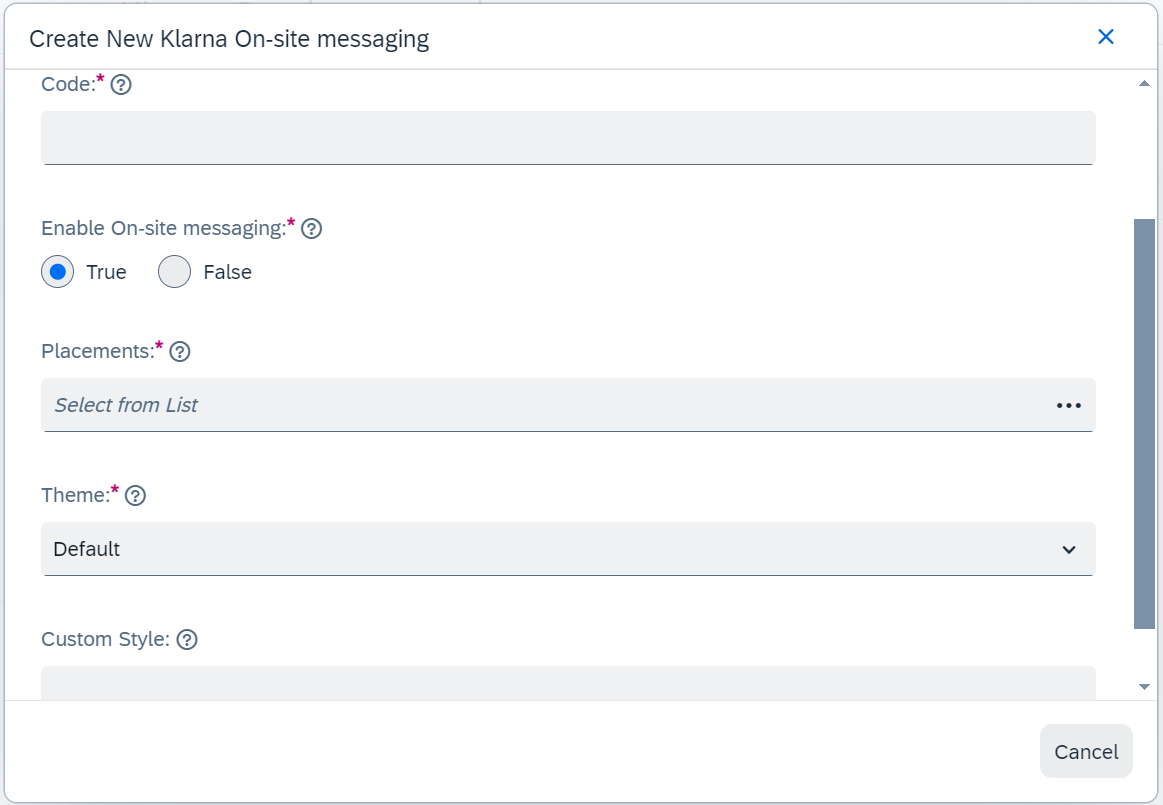 Create New Klarna On-site messaging
Code:*
Enable On-site messaging:*
True False
Placements:*
Select from List
Theme:*
Default
Custom Style:
Cancel